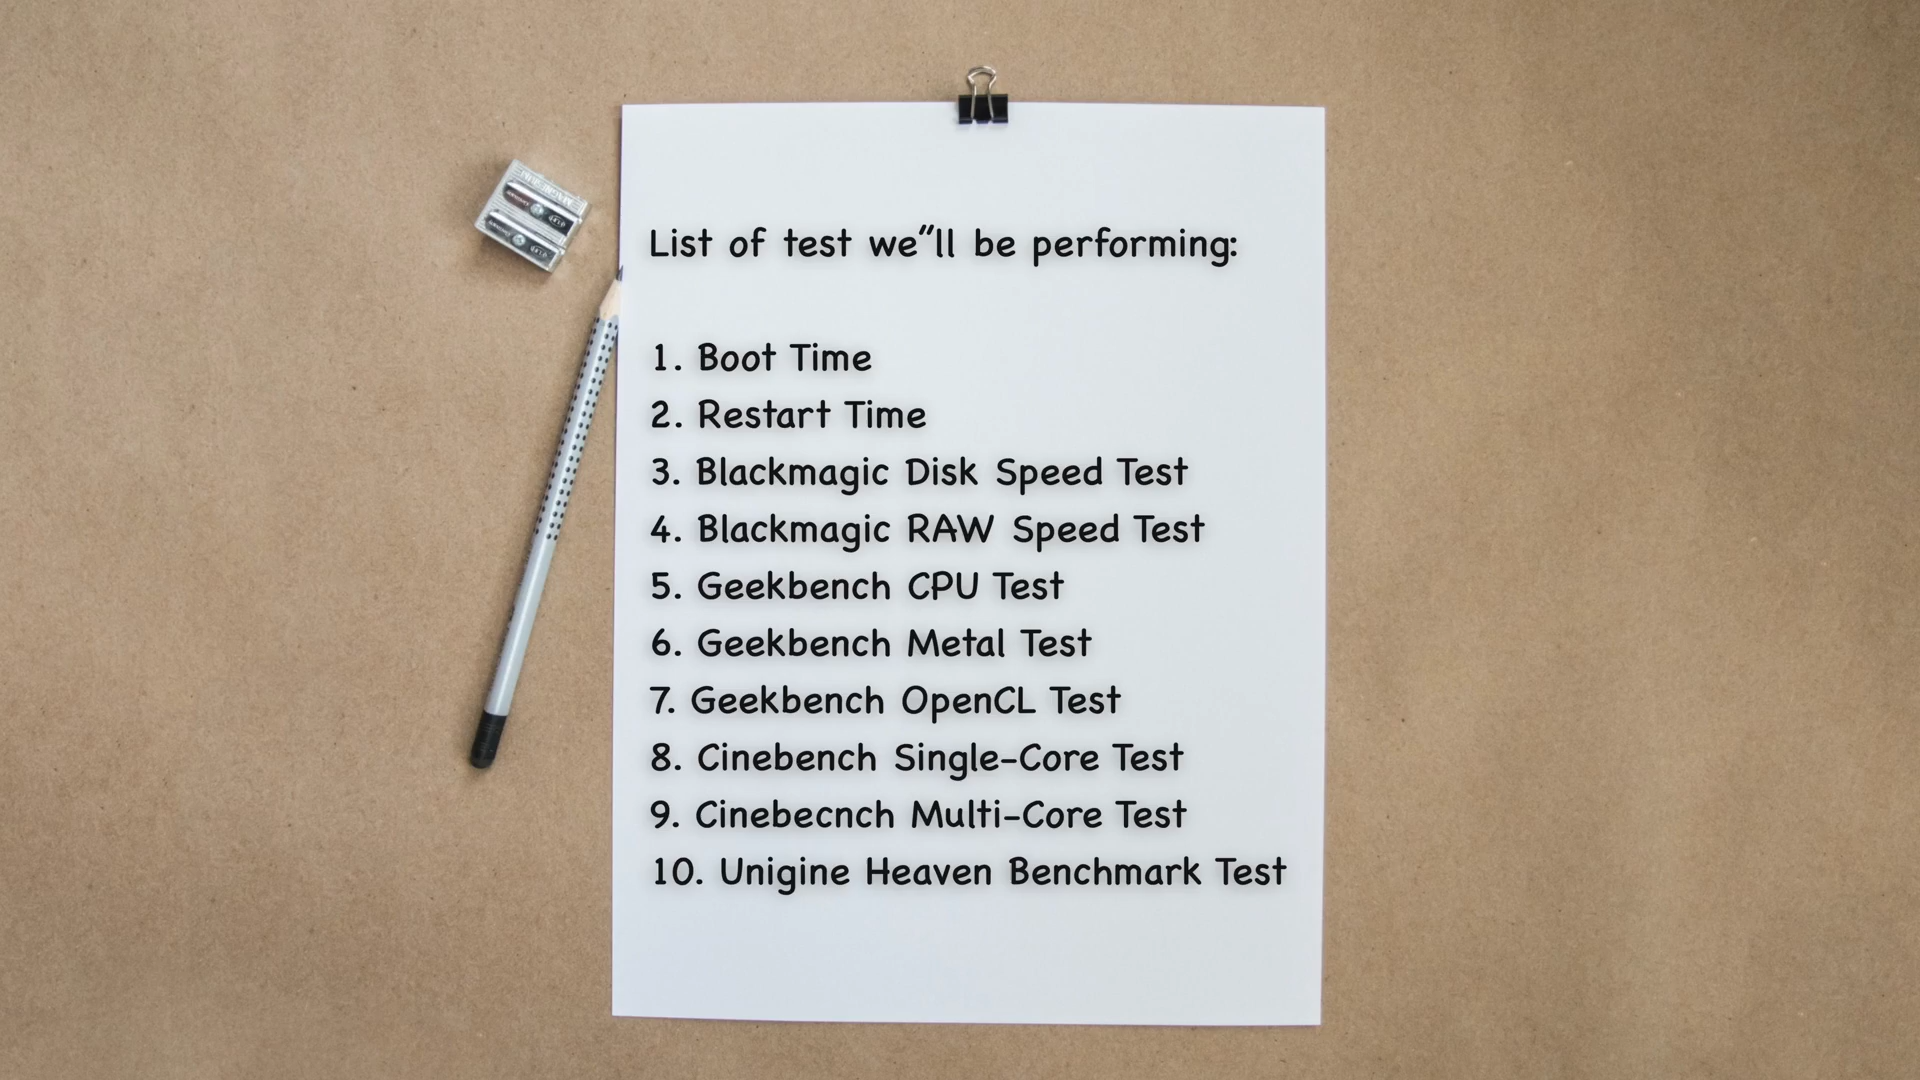 List of test we"ll be performing:
1. Boot Time
2. Restart Time
3. Blackmagic Disk Speed Test
4. Blackmagic RAW Speed Test
5. Geekbench CPU Test
6. Geekbench Metal Test
7. Geekbench OpenCL Test
8. Cinebench Single-Core Test
9. Cinebecnch Multi-Core Test
10. Unigine Heaven Benchmark Test